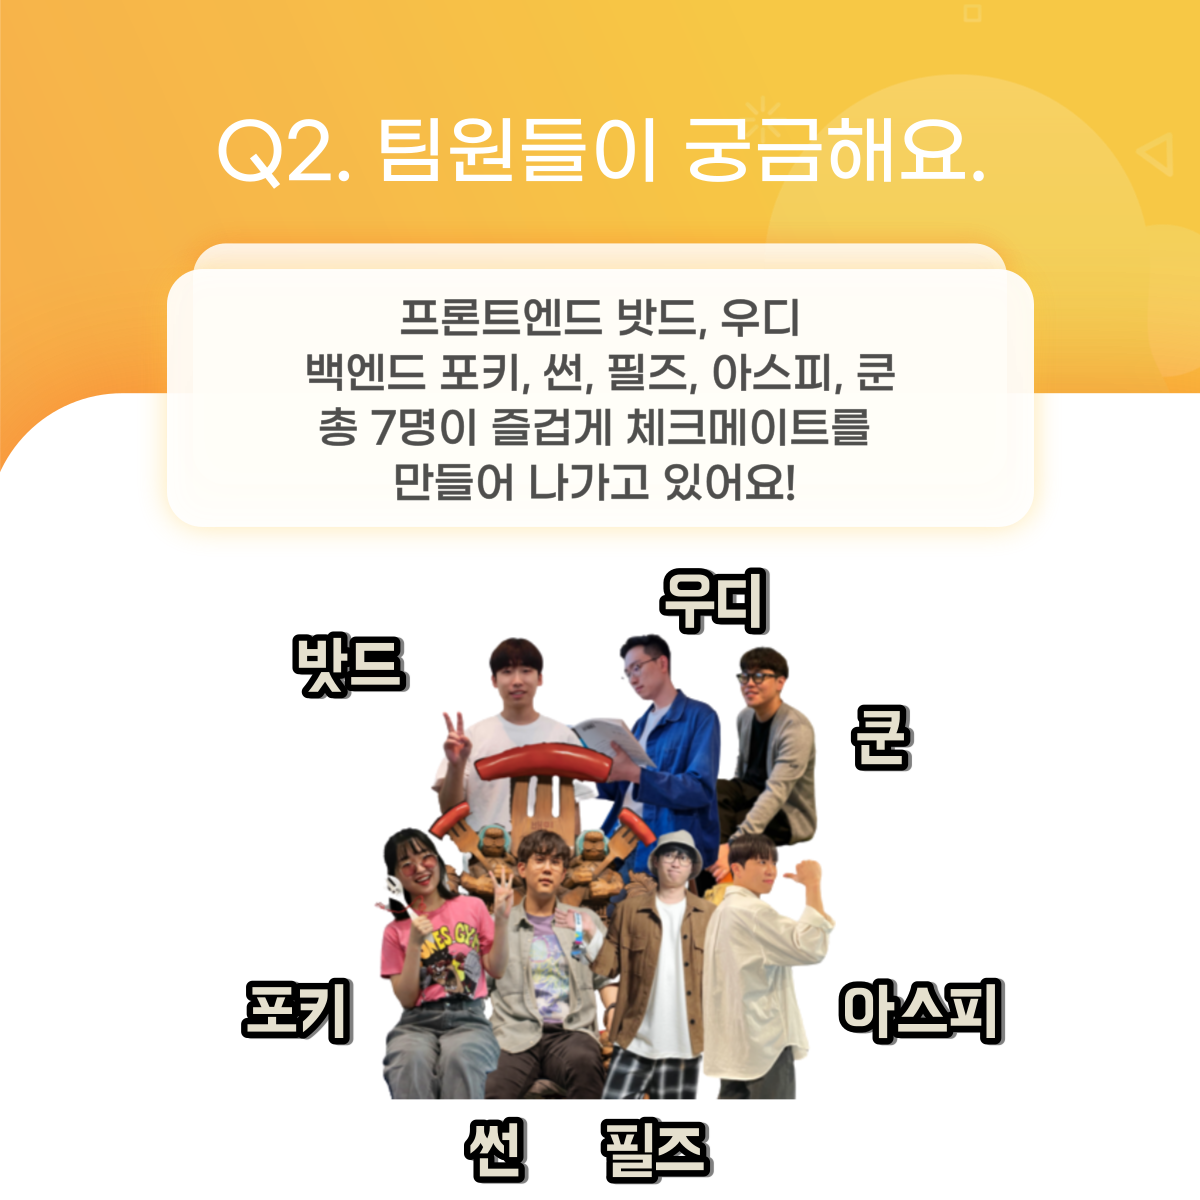 Q2. 팀원들이 궁금해요.
프론트엔드 밧드, 우디
백엔드 포키, 썬, 필즈, 아스피, 쿤
총 7명이 즐겁게 체크메이트를
만들어 나가고 있어요!
우디
밧드
쿤
포키
아스피
썬
필즈